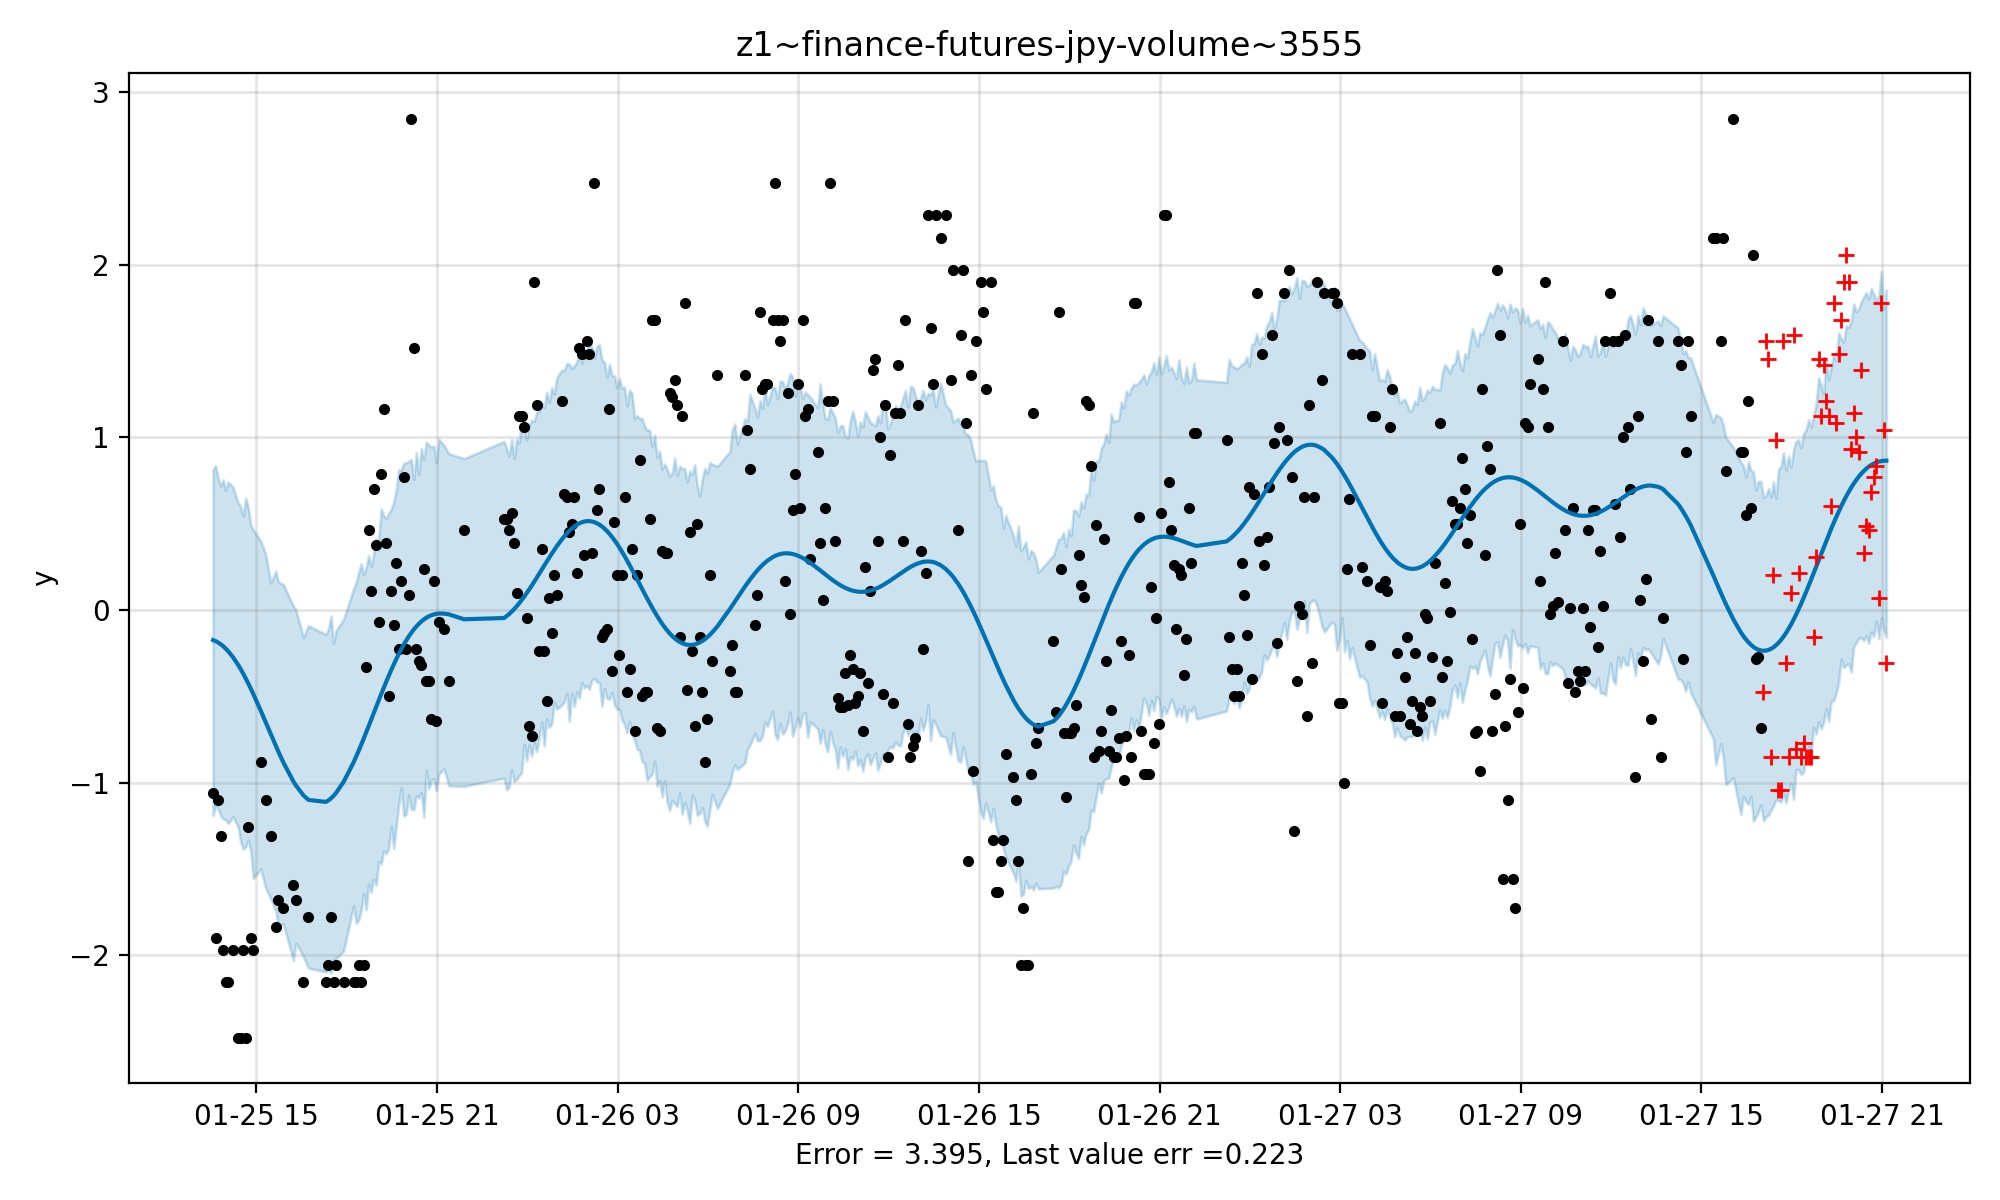 z1~finance-futures-jpy-volume~3555
3
2
1
0
−1
−2
y
01-25 15 01-25 21 01-26 03 01-26 09 01-26 15 01-26 21 01-27 03 01-27 09 01-27 15 01-27 21
Error = 3.395, Last value err =0.223